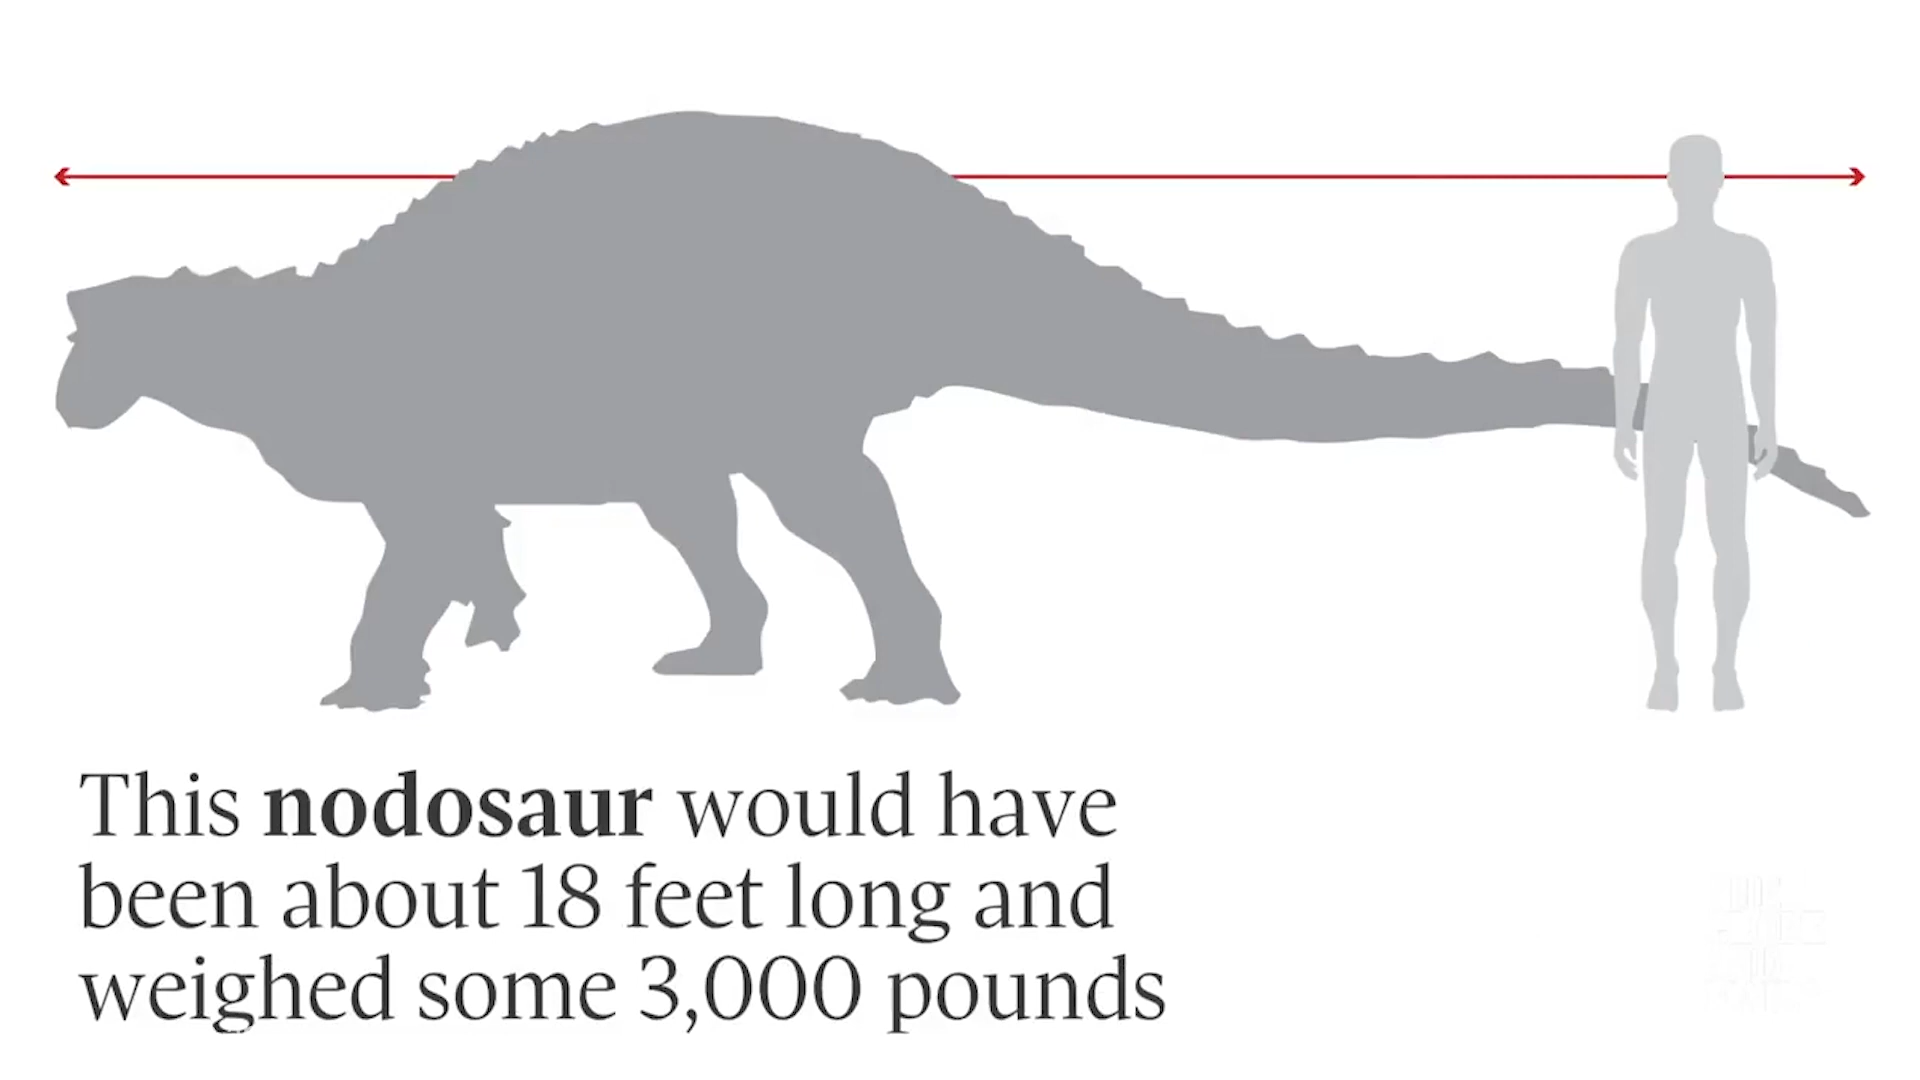 This nodosaur would have
been about 18 feet long and
weighed some 3,000 pounds